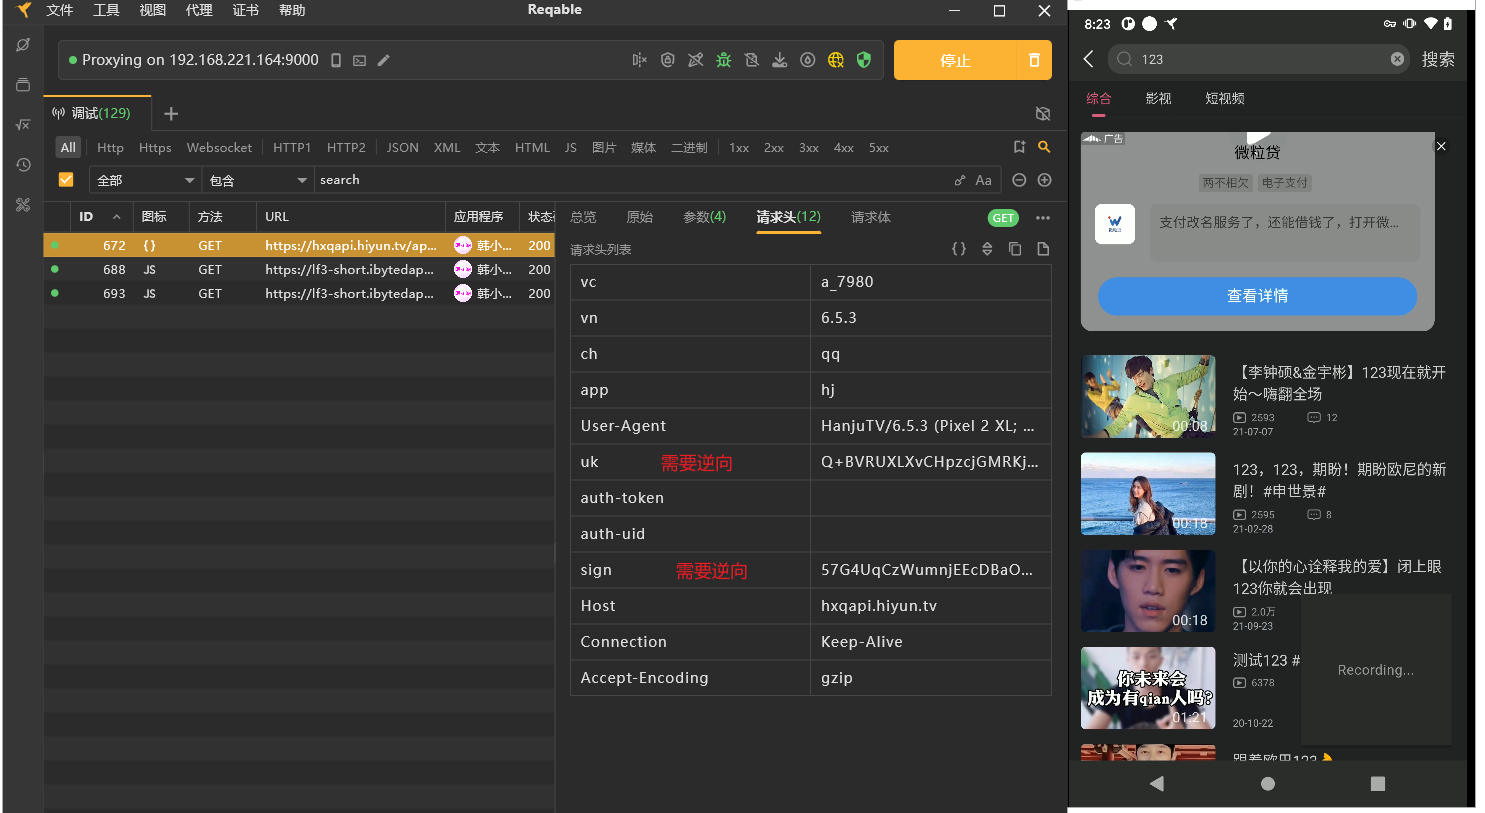 文件 工具 视图 代理 证书 帮助
Reqable
Proxying on 192.168.221.164:9000
停止
调试(129)
All Http Https Websocket HTTP1 HTTP2 JSON XML 文本 HTML JS 图片 媒体 二进制 1xx 2xx 3xx 4xx 5xx
全部 包含 search Aa
ID 图标 方法 URL 应用程序 状态
672 {} GET https://hxqapi.hiyun.tv/ap... 韩小... 200
688 JS GET https://lf3-short.ibytedap... 韩小... 200
693 JS GET https://lf3-short.ibytedap... 韩小... 200
总览 原始 参数(4) 请求头(12) 请求体 GET
请求头列表
vc a_7980
vn 6.5.3
ch qq
app hj
User-Agent HanjuTV/6.5.3 (Pixel 2 XL; ...
uk 需要逆向 Q+BVRUXLXvCHpzcjGMRKj...
auth-token
auth-uid
sign 需要逆向 57G4UqCzWumnjEEcDBaO...
Host hxqapi.hiyun.tv
Connection Keep-Alive
Accept-Encoding gzip
8:23
123 搜索
综合 影视 短视频
广告
微粒贷
两不相欠 电子支付
支付改名服务了，还能借钱了，打开微...
查看详情
00:08
【李钟硕&金宇彬】123现在就开
始～嗨翻全场
2593 12
21-07-07
00:18
123，123，期盼！期盼欧尼的新
剧！#申世景#
2595 8
21-02-28
00:18
【以你的心诠释我的爱】闭上眼
123你就会出现
2.0万
21-09-23
你未来会
成为有qian人吗?
01:21
测试123 #
6378
20-10-22
Recording...
跟着欧巴123